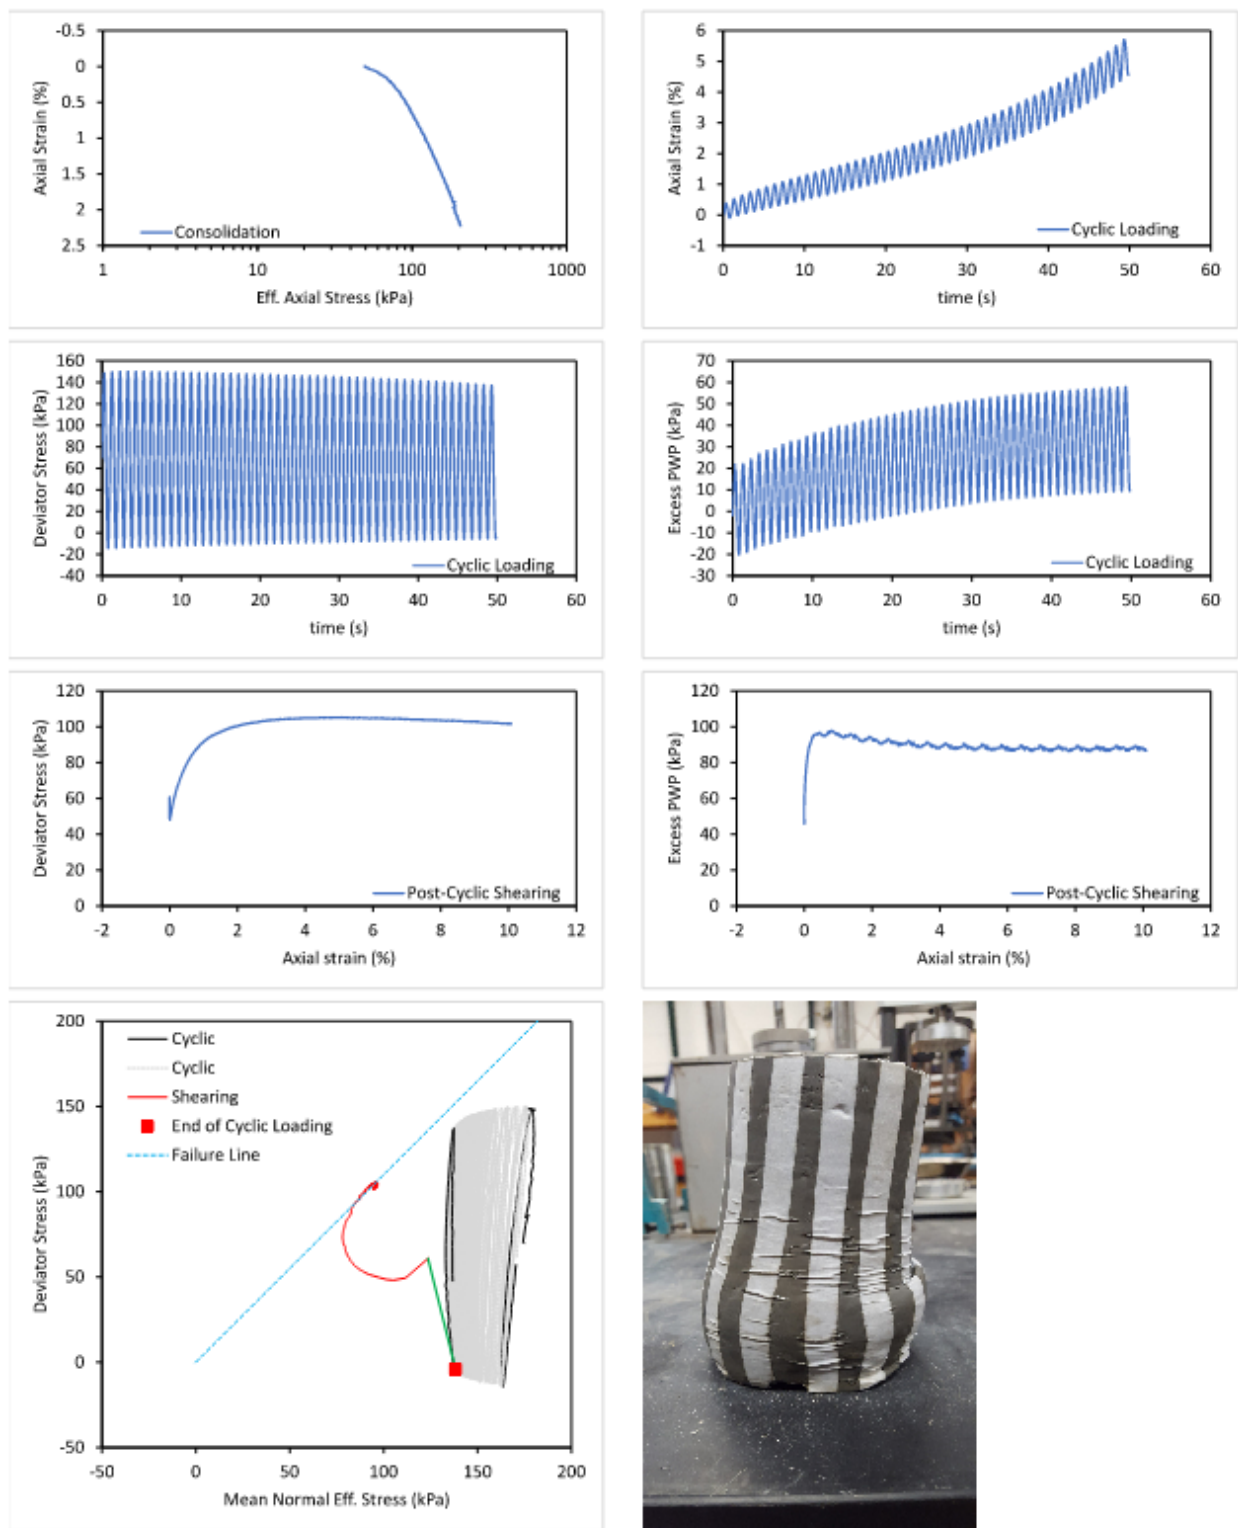 -0.5
0
0.5
1
1.5
2
2.5
Axial Strain (%)
Consolidation
1 10 100 1000
Eff. Axial Stress (kPa)
6
5
4
3
2
1
0
-1
Axial Strain (%)
Cyclic Loading
0 10 20 30 40 50 60
time (s)
160
140
120
100
80
60
40
20
0
-20
-40
Deviator Stress (kPa)
Cyclic Loading
0 10 20 30 40 50 60
time (s)
70
60
50
40
30
20
10
0
-10
-20
-30
Excess PWP (kPa)
Cyclic Loading
0 10 20 30 40 50 60
time (s)
120
100
80
60
40
20
0
Deviator Stress (kPa)
Post-Cyclic Shearing
-2 0 2 4 6 8 10 12
Axial strain (%)
120
100
80
60
40
20
0
Excess PWP (kPa)
Post-Cyclic Shearing
-2 0 2 4 6 8 10 12
Axial strain (%)
200
150
100
50
0
-50
Deviator Stress (kPa)
Cyclic
Cyclic
Shearing
End of Cyclic Loading
Failure Line
-50 0 50 100 150 200
Mean Normal Eff. Stress (kPa)